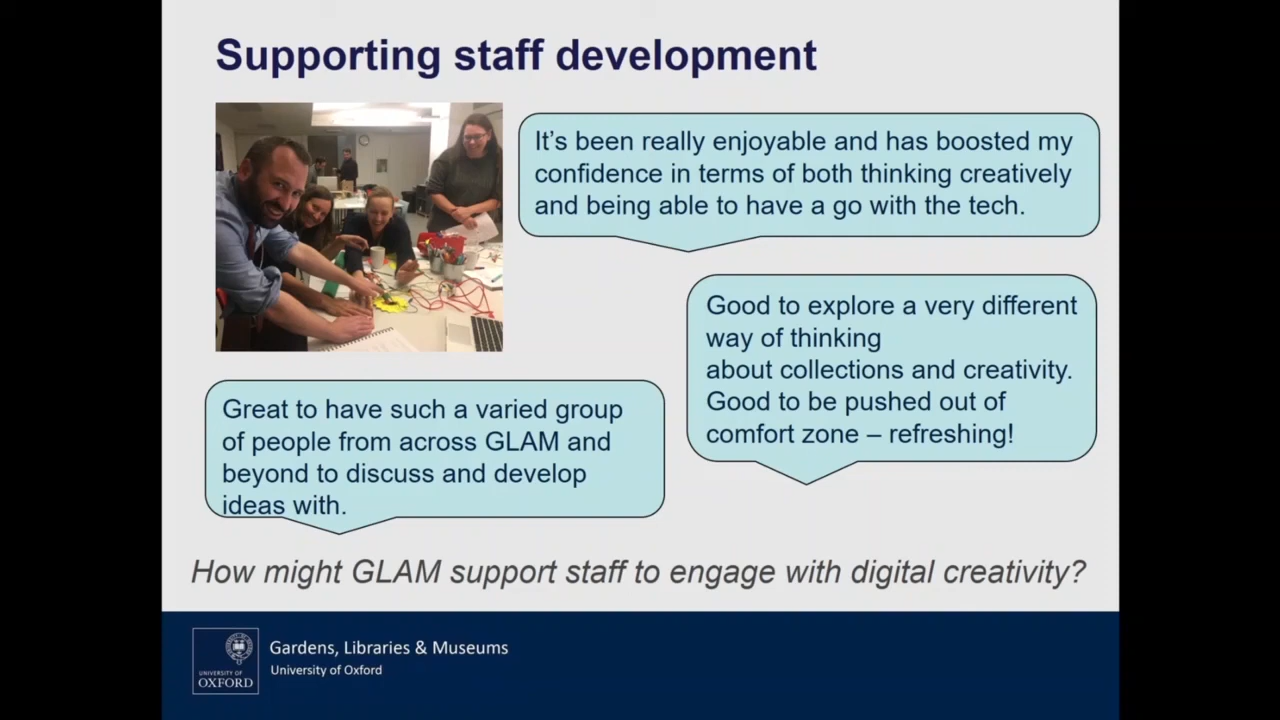 Supporting staff development
It’s been really enjoyable and has boosted my
confidence in terms of both thinking creatively
and being able to have a go with the tech.
Good to explore a very different
way of thinking
about collections and creativity.
Good to be pushed out of
comfort zone – refreshing!
Great to have such a varied group
of people from across GLAM and
beyond to discuss and develop
ideas with.
How might GLAM support staff to engage with digital creativity?
UNIVERSITY OF
OXFORD
Gardens, Libraries & Museums
University of Oxford